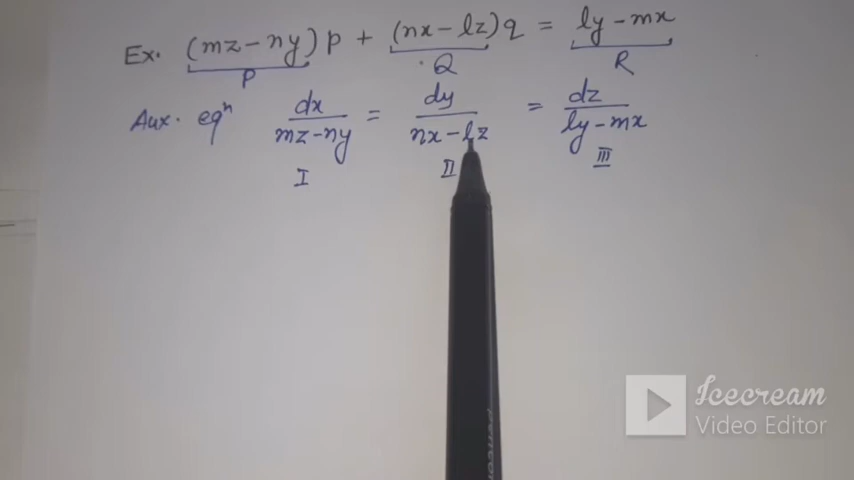 Ex. (mz-ny)p + (nx-lz)q = ly-mx
P Q R
Aux. eqⁿ dx/mz-ny = dy/nx-lz = dz/ly-mx
I II III
Icecream
Video Editor